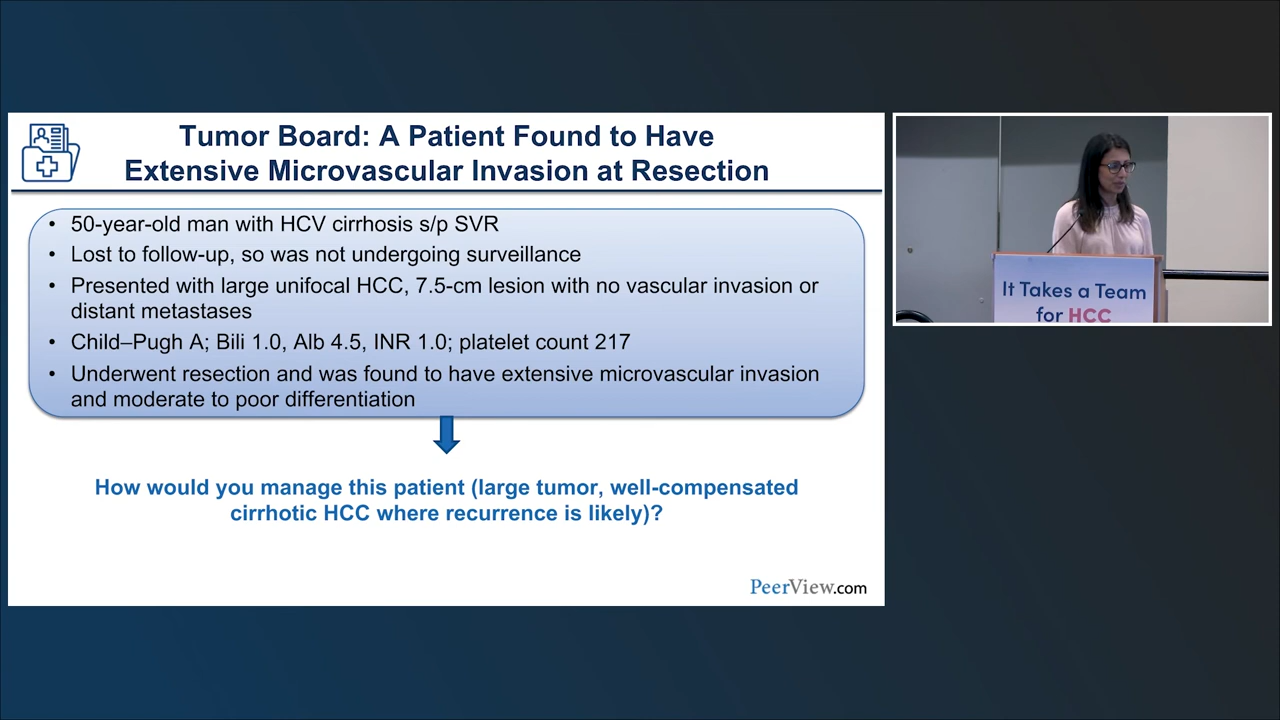 Tumor Board: A Patient Found to Have
Extensive Microvascular Invasion at Resection
• 50-year-old man with HCV cirrhosis s/p SVR
• Lost to follow-up, so was not undergoing surveillance
• Presented with large unifocal HCC, 7.5-cm lesion with no vascular invasion or
distant metastases
• Child–Pugh A; Bili 1.0, Alb 4.5, INR 1.0; platelet count 217
• Underwent resection and was found to have extensive microvascular invasion
and moderate to poor differentiation
How would you manage this patient (large tumor, well-compensated
cirrhotic HCC where recurrence is likely)?
PeerView.com
It Takes a Team
for HCC